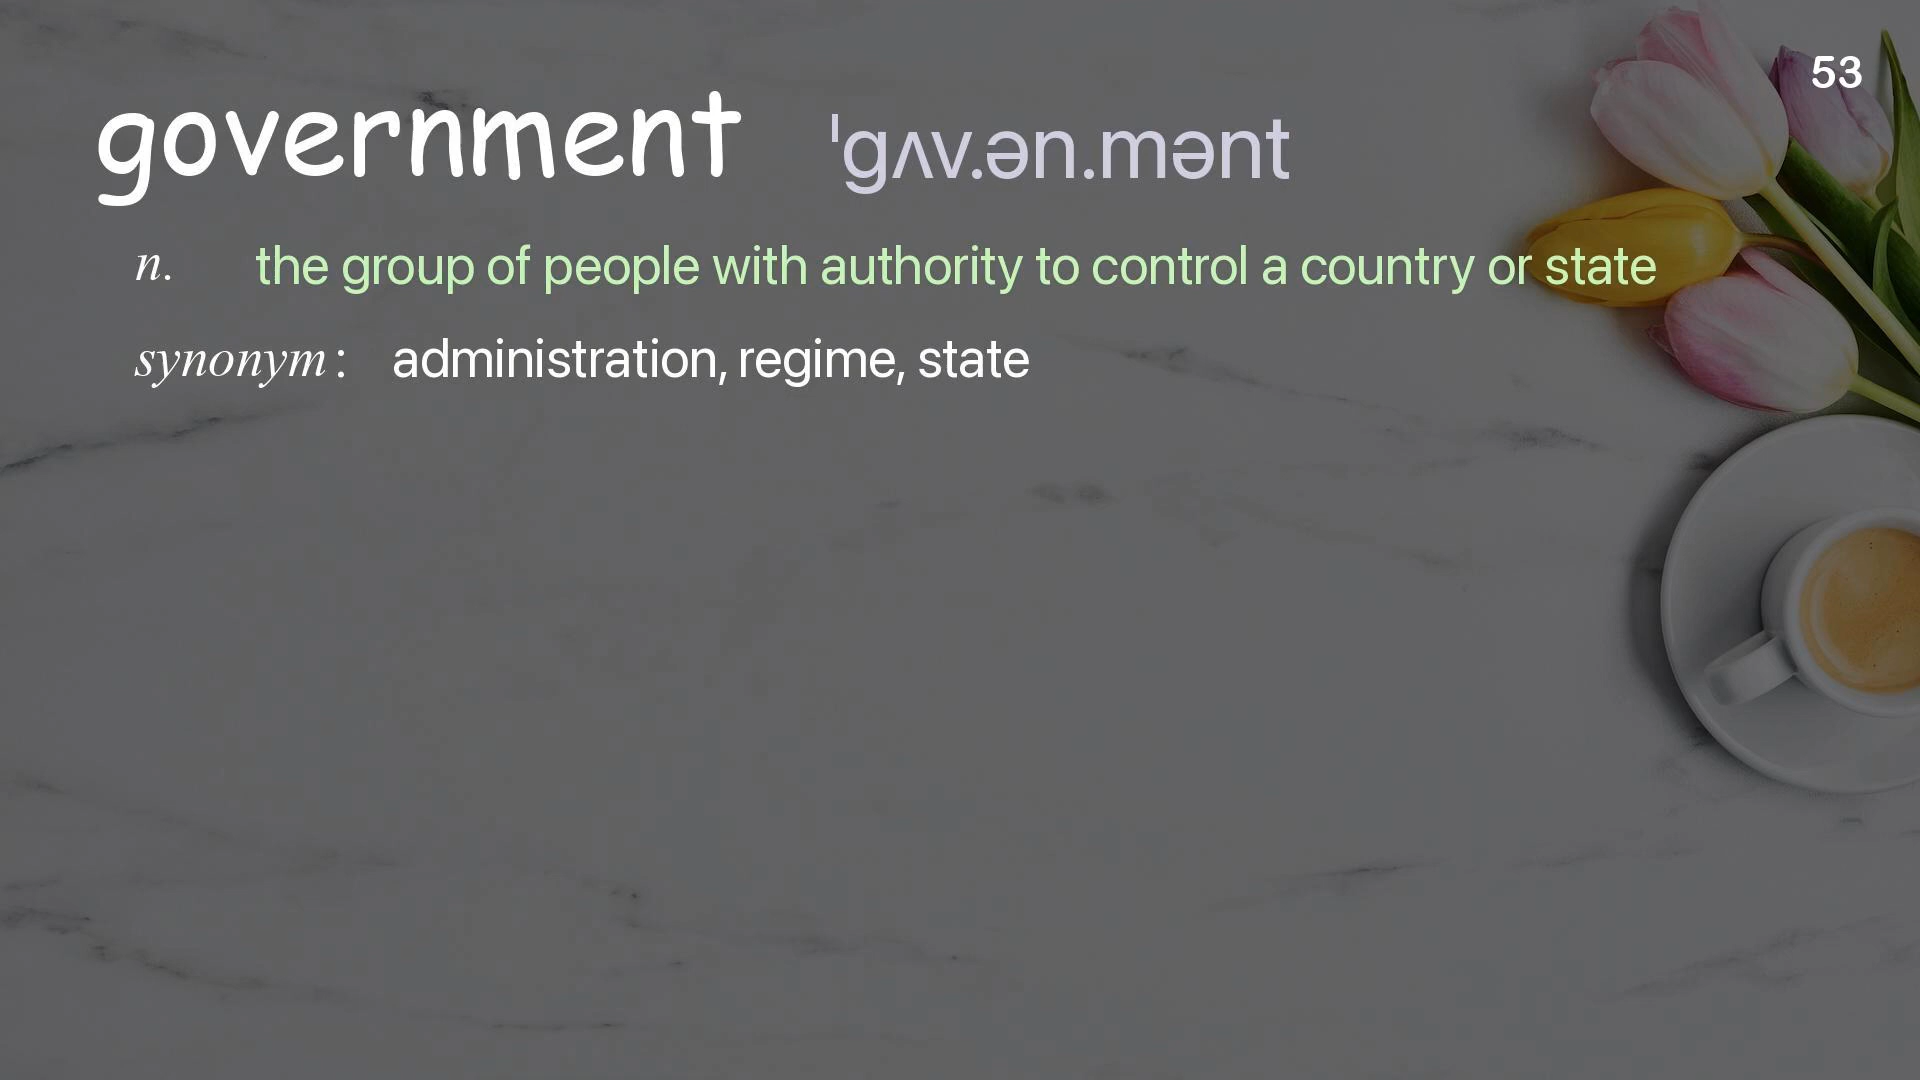 53
government ˈgʌv.ən.mənt
n. the group of people with authority to control a country or state
synonym: administration, regime, state